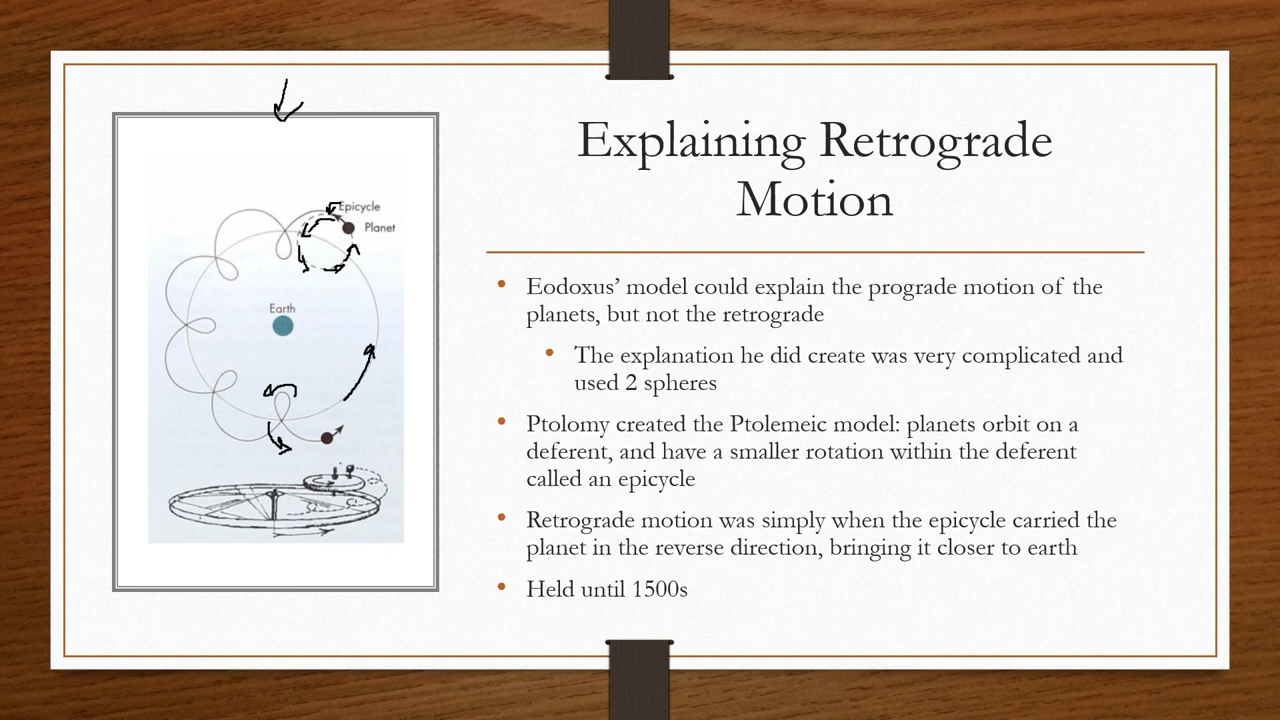 Explaining Retrograde
Motion
Epicycle
Planet
Earth
• Eodoxus’ model could explain the prograde motion of the
planets, but not the retrograde
• The explanation he did create was very complicated and
used 2 spheres
• Ptolomy created the Ptolemeic model: planets orbit on a
deferent, and have a smaller rotation within the deferent
called an epicycle
• Retrograde motion was simply when the epicycle carried the
planet in the reverse direction, bringing it closer to earth
• Held until 1500s